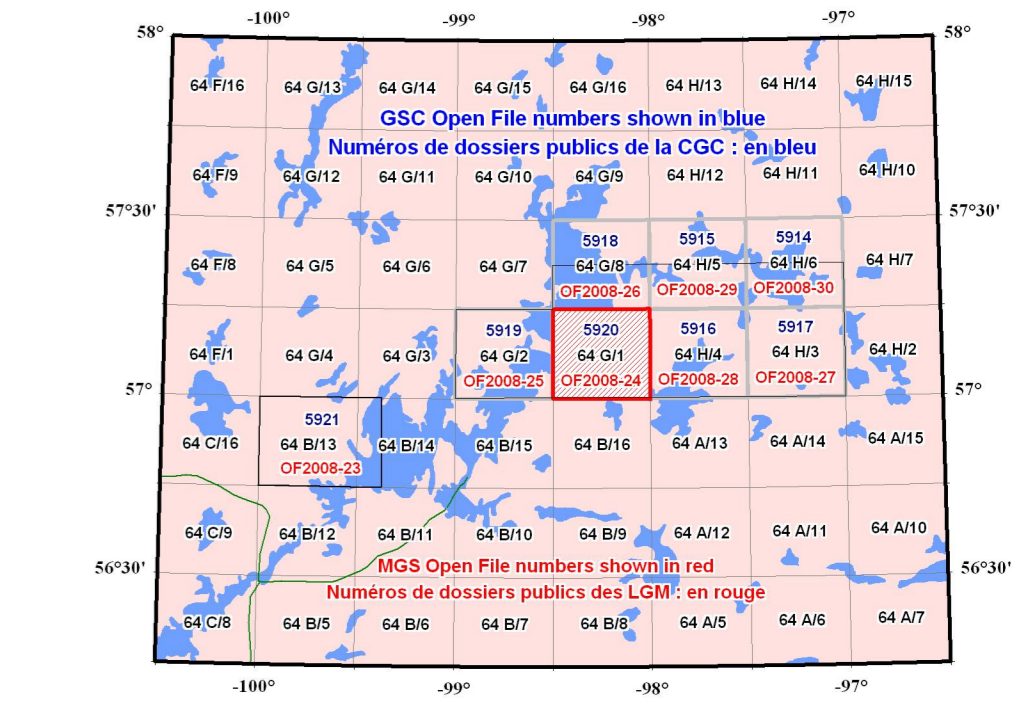 -100° -99° -98° -97°
58° 58°
64 F/16 64 G/13 64 G/14 64 G/15 64 G/16 64 H/13 64 H/14 64 H/15
GSC Open File numbers shown in blue
Numéros de dossiers publics de la CGC : en bleu
64 F/9 64 G/12 64 G/11 64 G/10 64 G/9 64 H/12 64 H/11 64 H/10
57°30' 57°30'
5918 5915 5914
64 F/8 64 G/5 64 G/6 64 G/7 64 G/8 64 H/5 64 H/6 64 H/7
OF2008-26 OF2008-29 OF2008-30
5919 5920 5916 5917
64 F/1 64 G/4 64 G/3 64 G/2 64 G/1 64 H/4 64 H/3 64 H/2
OF2008-25 OF2008-24 OF2008-28 OF2008-27
57° 57°
5921
64 C/16 64 B/13 64 B/14 64 B/15 64 B/16 64 A/13 64 A/14 64 A/15
OF2008-23
64 C/9 64 B/12 64 B/11 64 B/10 64 B/9 64 A/12 64 A/11 64 A/10
MGS Open File numbers shown in red
56°30' 56°30'
Numéros de dossiers publics des LGM : en rouge
64 C/8 64 B/5 64 B/6 64 B/7 64 B/8 64 A/5 64 A/6 64 A/7
-100° -99° -98° -97°